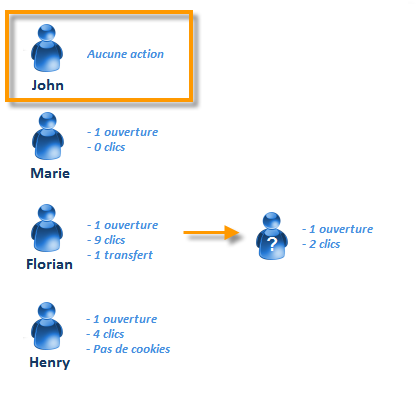 Aucune action
John
- 1 ouverture
- 0 clics
Marie
- 1 ouverture
- 9 clics
- 1 transfert
Florian
?
- 1 ouverture
- 2 clics
- 1 ouverture
- 4 clics
- Pas de cookies
Henry